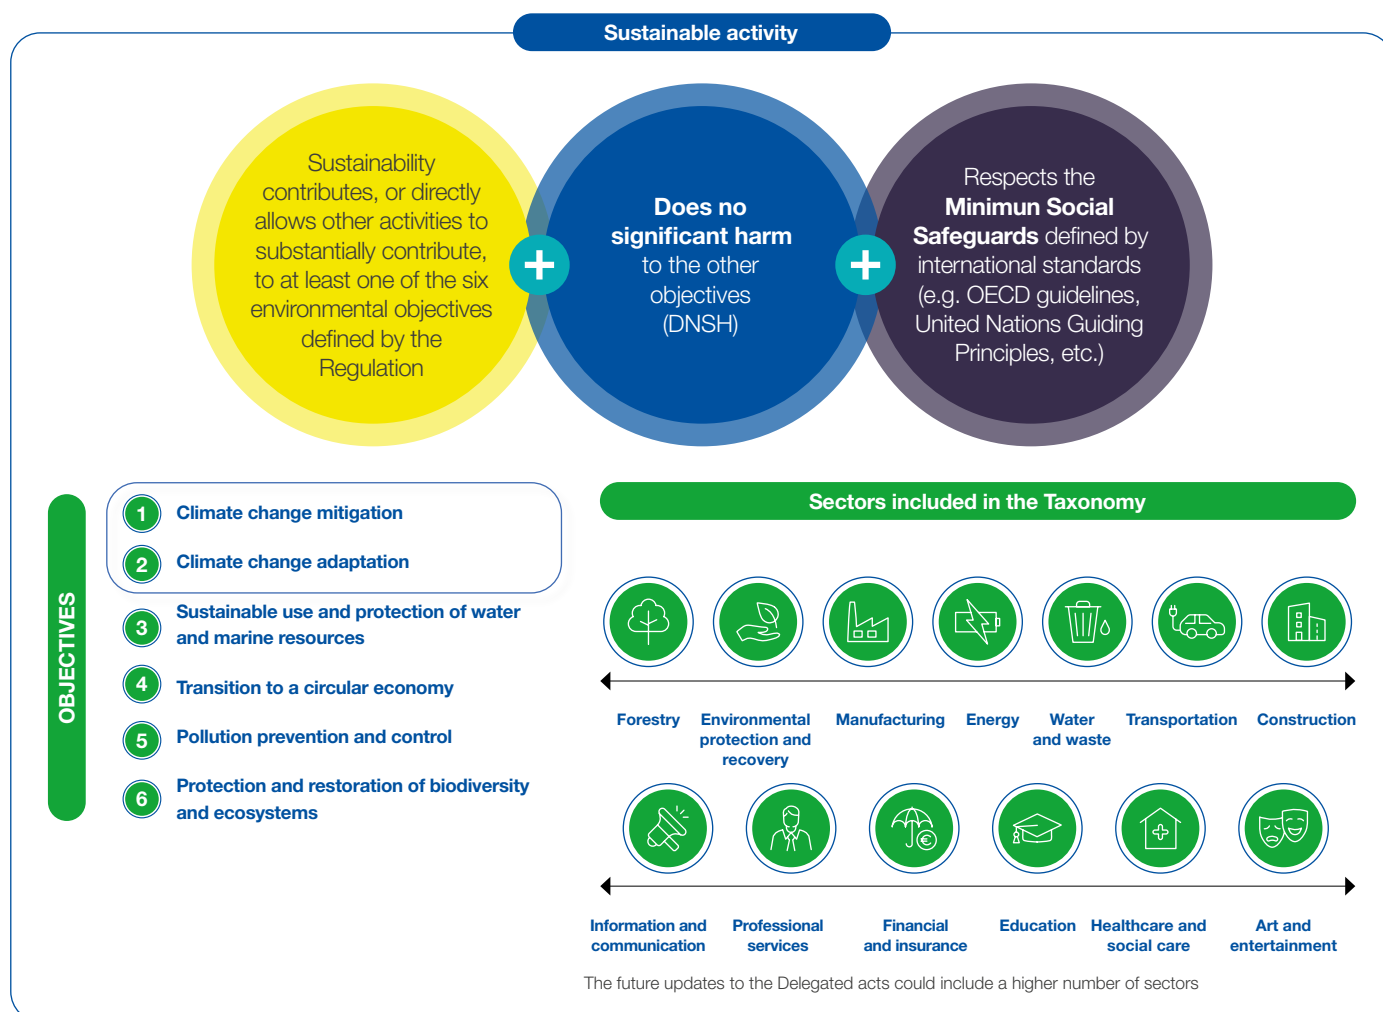 Sustainable activity
Sustainability
contributes, or directly
allows other activities to
substantially contribute,
to at least one of the six
environmental objectives
defined by the
Regulation
+
Does no
significant harm
to the other
objectives
(DNSH)
+
Respects the
Minimun Social
Safeguards defined by
international standards
(e.g. OECD guidelines,
United Nations Guiding
Principles, etc.)
OBJECTIVES
1 Climate change mitigation
2 Climate change adaptation
3 Sustainable use and protection of water
and marine resources
4 Transition to a circular economy
5 Pollution prevention and control
6 Protection and restoration of biodiversity
and ecosystems
Sectors included in the Taxonomy
Forestry
Environmental
protection and
recovery
Manufacturing
Energy
Water
and waste
Transportation
Construction
€
Information and
communication
Professional
services
Financial
and insurance
Education
Healthcare and
social care
Art and
entertainment
The future updates to the Delegated acts could include a higher number of sectors